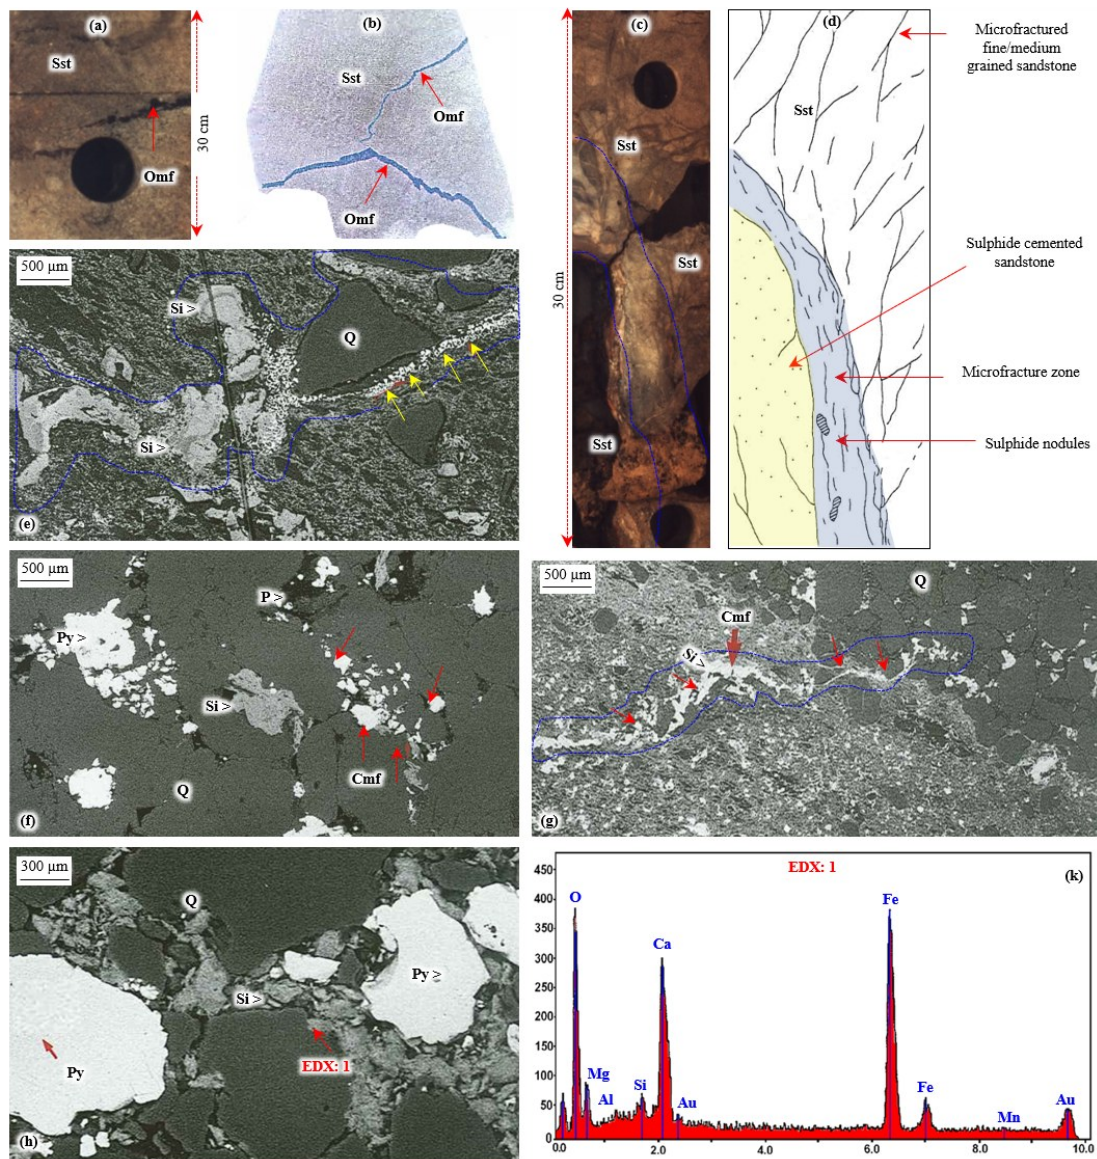 (a)
Sst
Omf
30 cm
(b)
Sst
Omf
Omf
(c)
Sst
Sst
Sst
30 cm
(d)
Sst
Microfractured
fine/medium
grained sandstone
Sulphide cemented
sandstone
Microfracture zone
Sulphide nodules
500 µm
Si >
Q
Si >
(e)
500 µm
P >
Py>
Si >
Cmf
Q
(f)
500 µm
Q
Cmf
Si >
(g)
300 µm
Q
Py >
Si >
EDX: 1
Py
(h)
EDX: 1
(k)
450
400
350
300
250
200
150
100
50
0
O
Mg
Al
Si
Ca
Au
Fe
Fe
Mn
Au
0.0
2.0
4.0
6.0
8.0
10.0